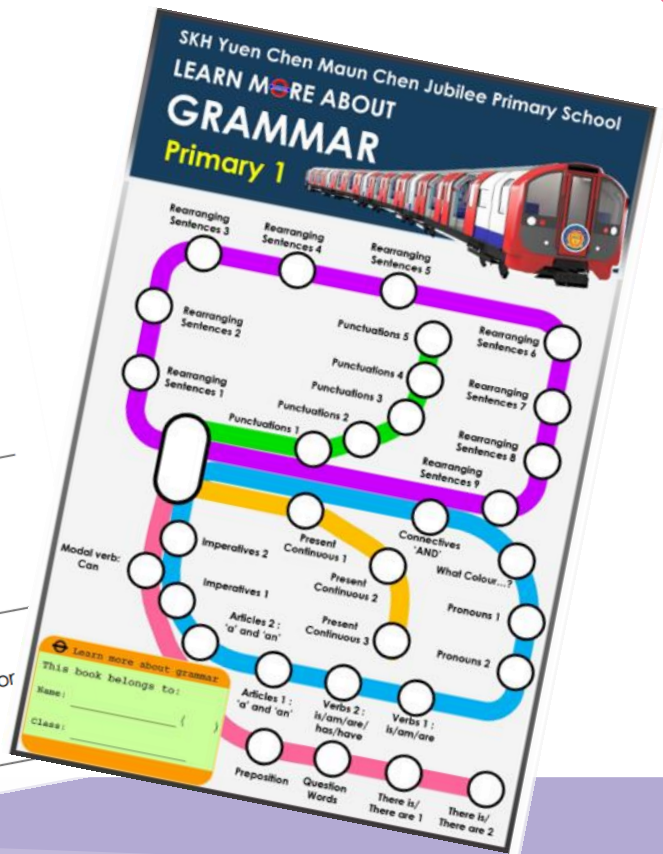 SKH Yuen Chen Maun Chen Jubilee Primary School
LEARN MORE ABOUT
GRAMMAR
Primary 1
Rearranging
Sentences 3
Rearranging
Sentences 4
Rearranging
Sentences 5
Rearranging
Sentences 2
Punctuations 5
Rearranging
Sentences 6
Rearranging
Sentences 1
Punctuations 4
Rearranging
Sentences 7
Punctuations 3
Punctuations 2
Punctuations 1
Rearranging
Sentences 8
Rearranging
Sentences 9
Present
Continuous 1
Connectives
'AND'
What Colour...?
Modal verb:
Can
Imperatives 2
Present
Continuous 2
Pronouns 1
Imperatives 1
Present
Continuous 3
Pronouns 2
Articles 2 :
'a' and 'an'
Articles 1 :
'a' and 'an'
Verbs 2 :
is/am/are/
has/have
Verbs 1 :
is/am/are
Learn more about grammar
This book belongs to:
Name: ( )
Class:
or
Preposition
Question
Words
There is/
There are 1
There is/
There are 2